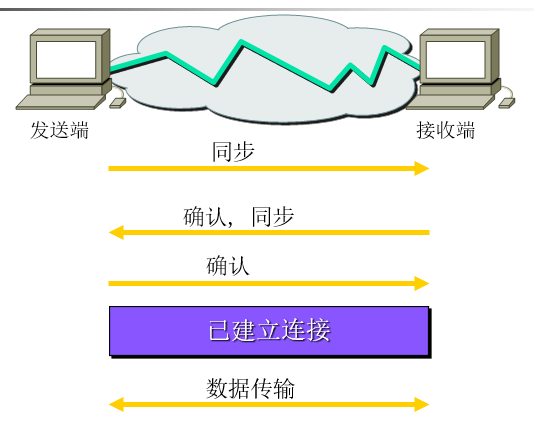 发送端
接收端
同步
确认，同步
确认
已建立连接
数据传输